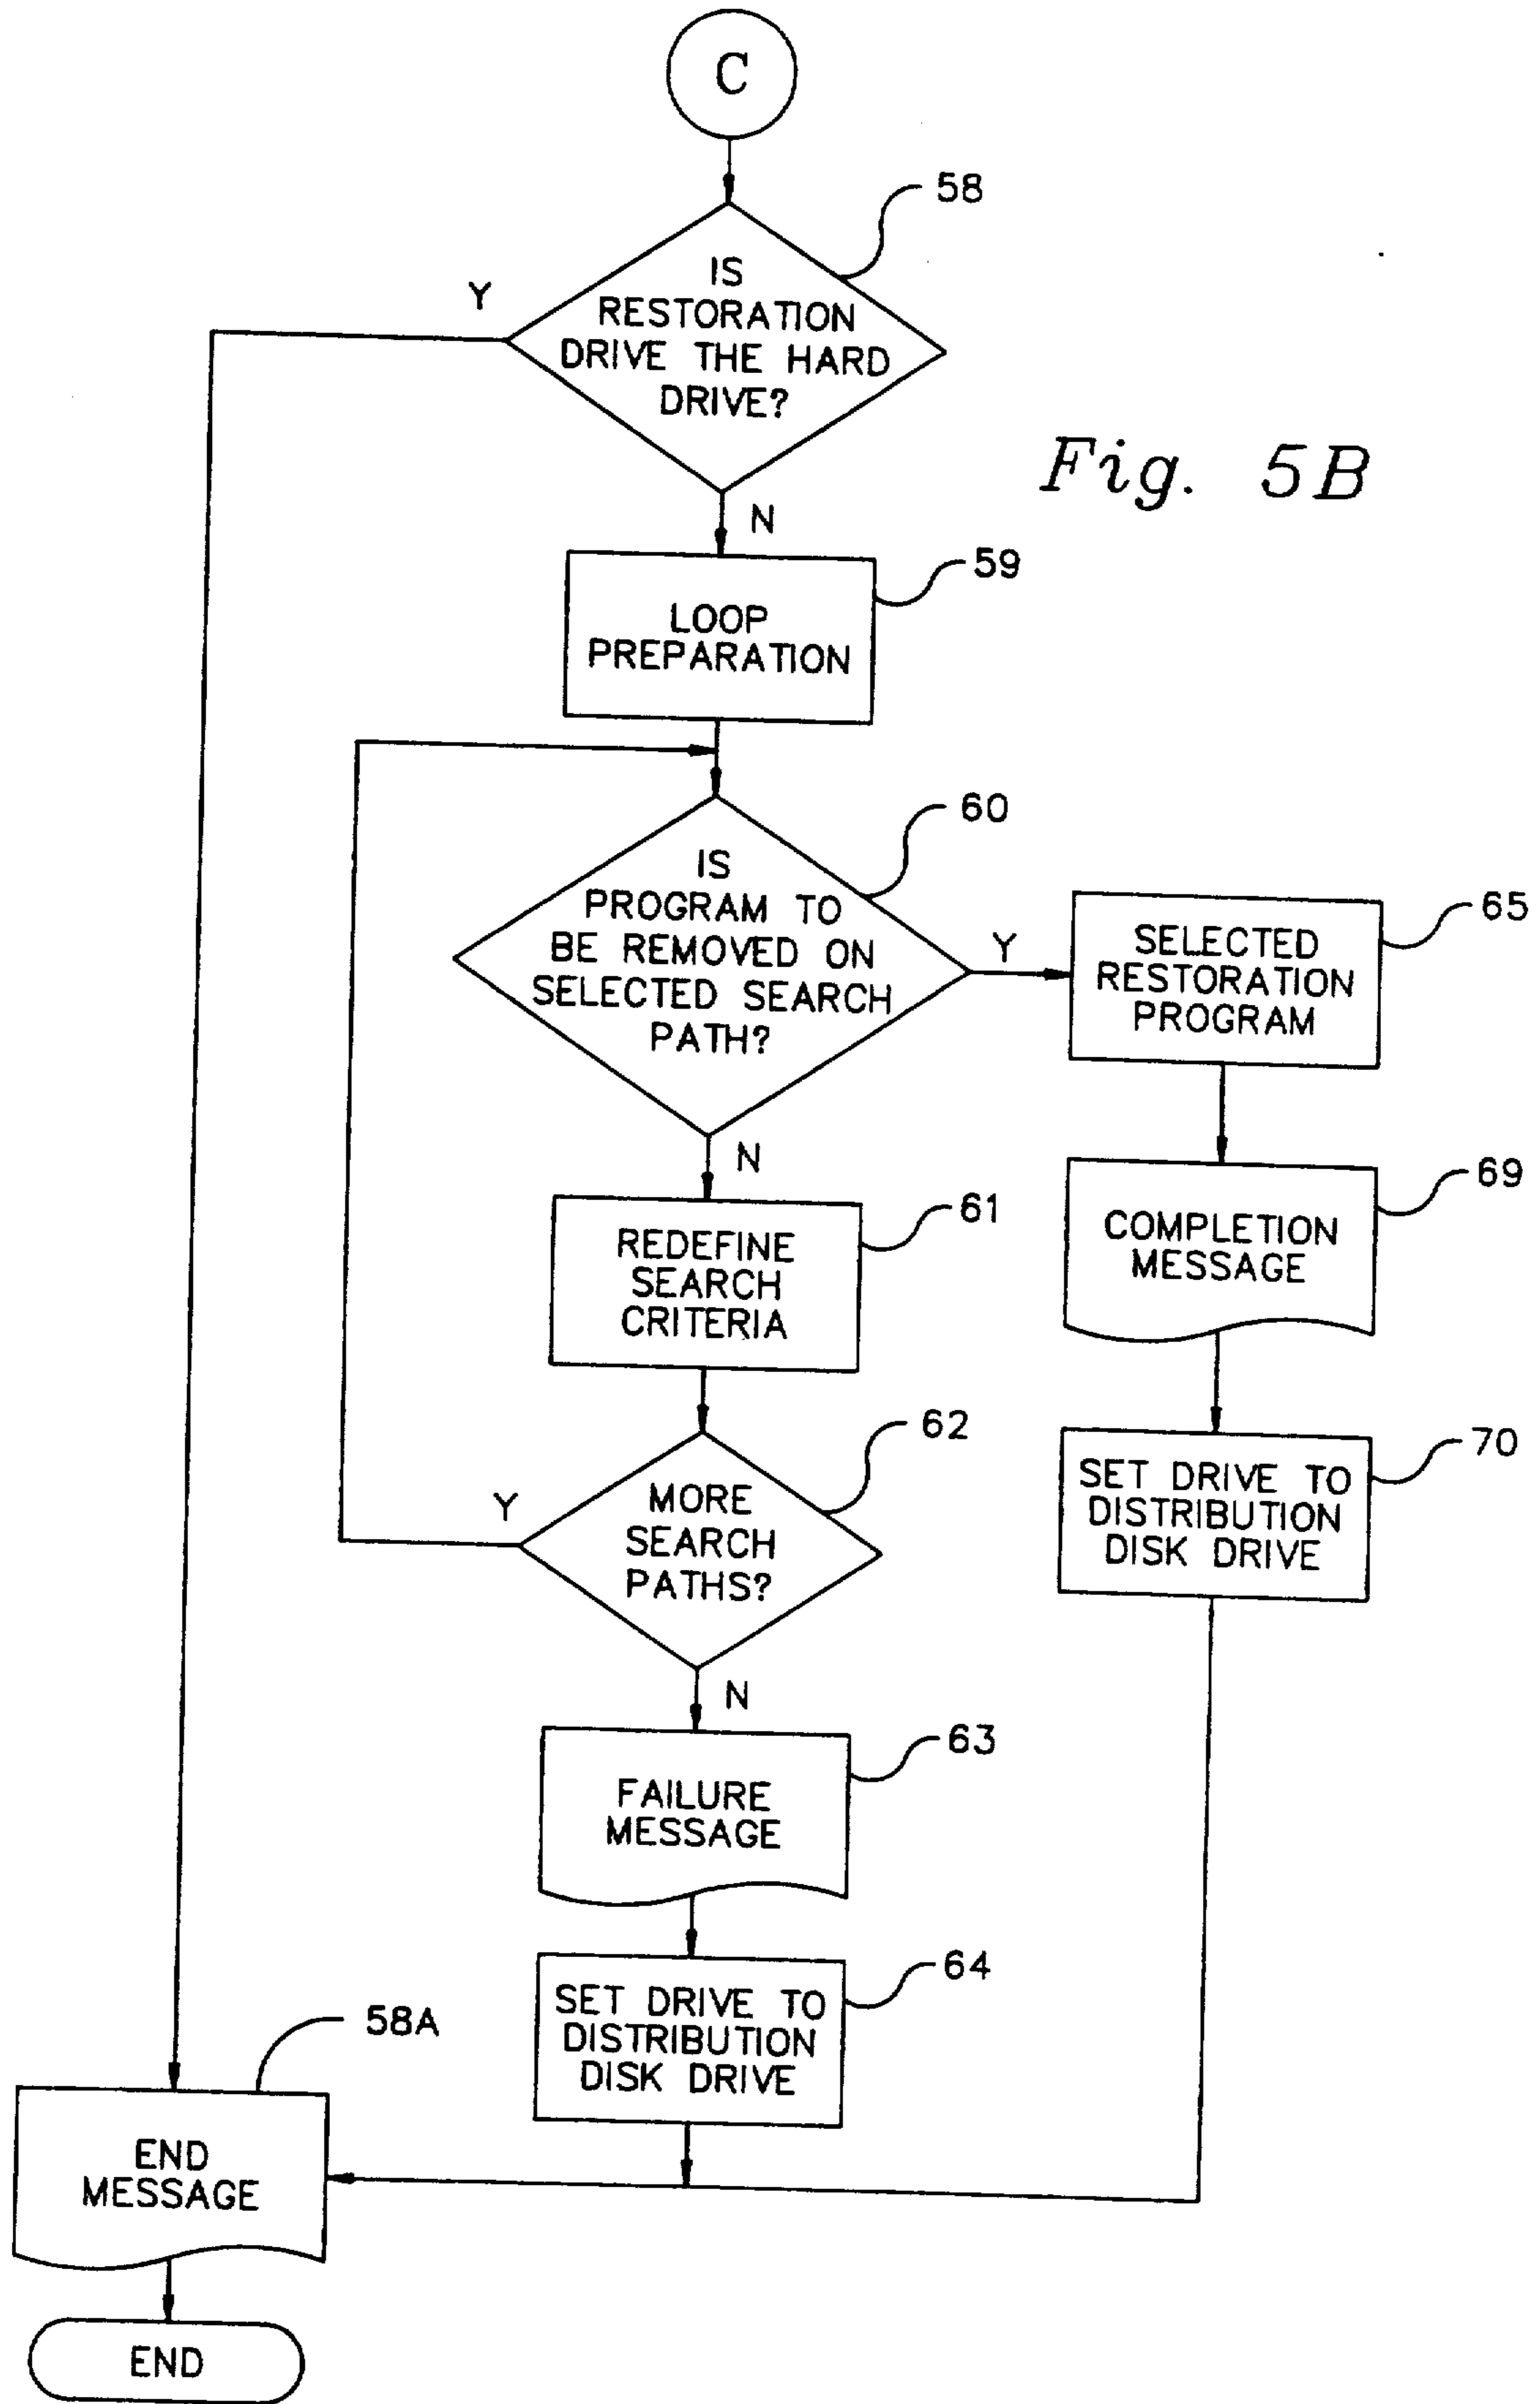 C
58
IS
RESTORATION
DRIVE THE HARD
DRIVE?
Y
N
Fig. 5B
59
LOOP
PREPARATION
60
IS
PROGRAM TO
BE REMOVED ON
SELECTED SEARCH
PATH?
Y
N
65
SELECTED
RESTORATION
PROGRAM
61
REDEFINE
SEARCH
CRITERIA
69
COMPLETION
MESSAGE
62
MORE
SEARCH
PATHS?
Y
N
70
SET DRIVE TO
DISTRIBUTION
DISK DRIVE
63
FAILURE
MESSAGE
64
SET DRIVE TO
DISTRIBUTION
DISK DRIVE
58A
END
MESSAGE
END